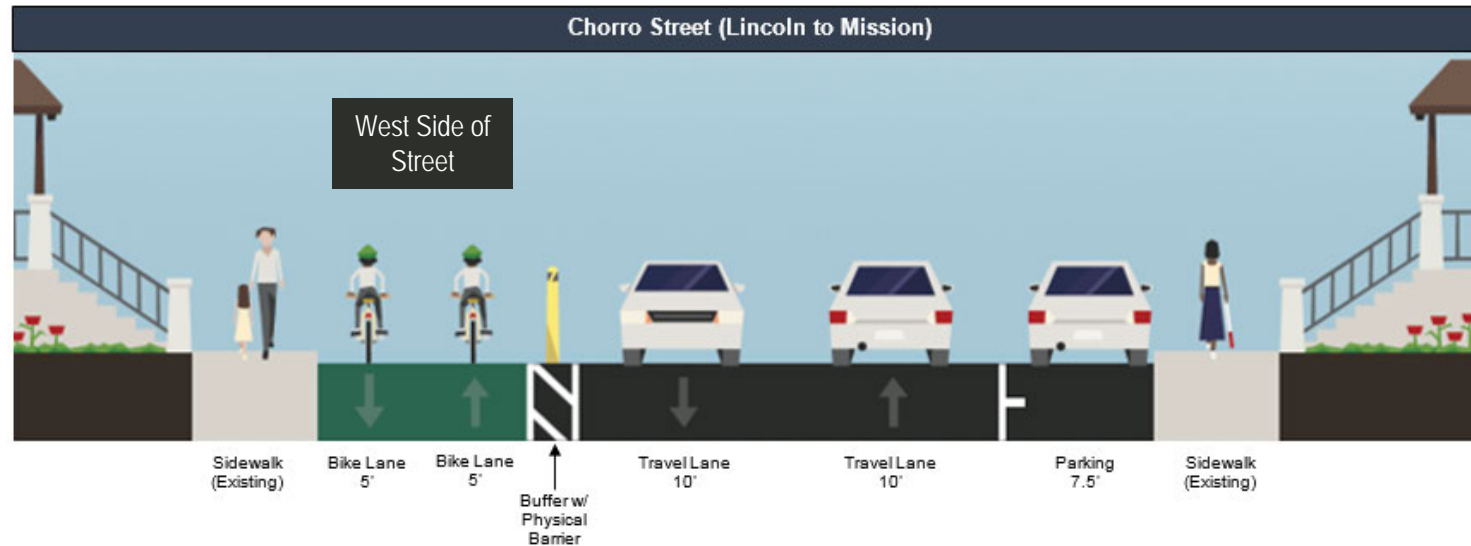 Chorro Street (Lincoln to Mission)
West Side of
Street
Sidewalk
(Existing)
Bike Lane
5'
Bike Lane
5'
Buffer w/
Physical
Barrier
Travel Lane
10'
Travel Lane
10'
Parking
7.5'
Sidewalk
(Existing)